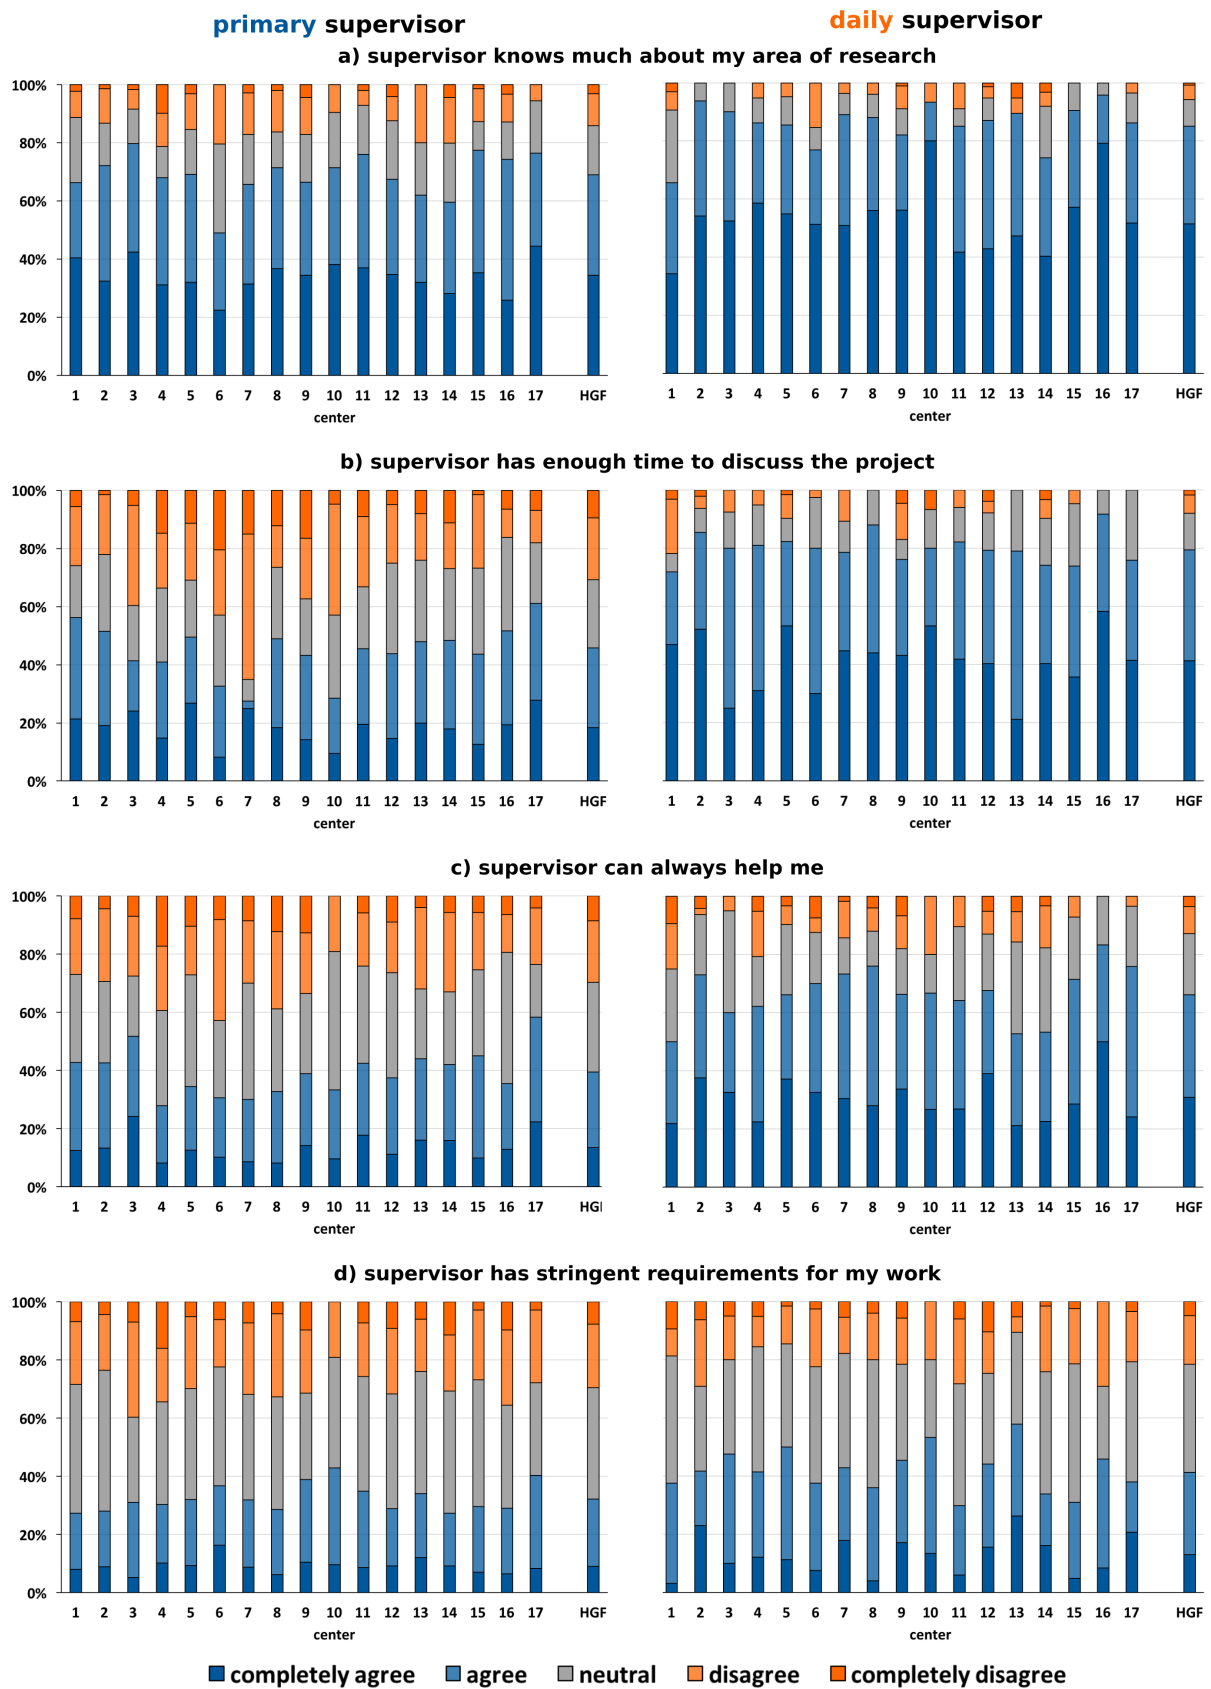 primary supervisor
daily supervisor
a) supervisor knows much about my area of research
100%
80%
60%
40%
20%
0%
1 2 3 4 5 6 7 8 9 10 11 12 13 14 15 16 17 HGF
center
1 2 3 4 5 6 7 8 9 10 11 12 13 14 15 16 17 HGF
center
b) supervisor has enough time to discuss the project
100%
80%
60%
40%
20%
0%
1 2 3 4 5 6 7 8 9 10 11 12 13 14 15 16 17 HGF
center
1 2 3 4 5 6 7 8 9 10 11 12 13 14 15 16 17 HGF
center
c) supervisor can always help me
100%
80%
60%
40%
20%
0%
1 2 3 4 5 6 7 8 9 10 11 12 13 14 15 16 17 HGF
center
1 2 3 4 5 6 7 8 9 10 11 12 13 14 15 16 17 HGF
center
d) supervisor has stringent requirements for my work
100%
80%
60%
40%
20%
0%
1 2 3 4 5 6 7 8 9 10 11 12 13 14 15 16 17 HGF
center
1 2 3 4 5 6 7 8 9 10 11 12 13 14 15 16 17 HGF
center
completely agree agree neutral disagree completely disagree